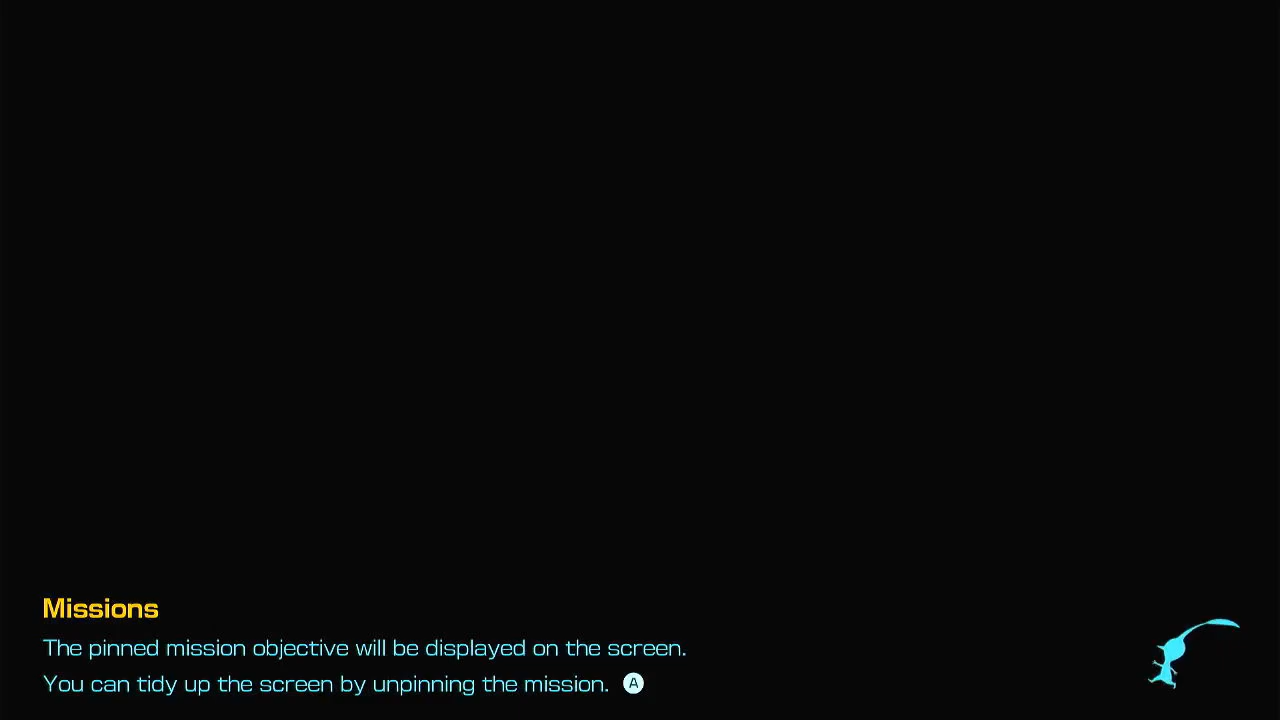 Missions
The pinned mission objective will be displayed on the screen.
You can tidy up the screen by unpinning the mission. A